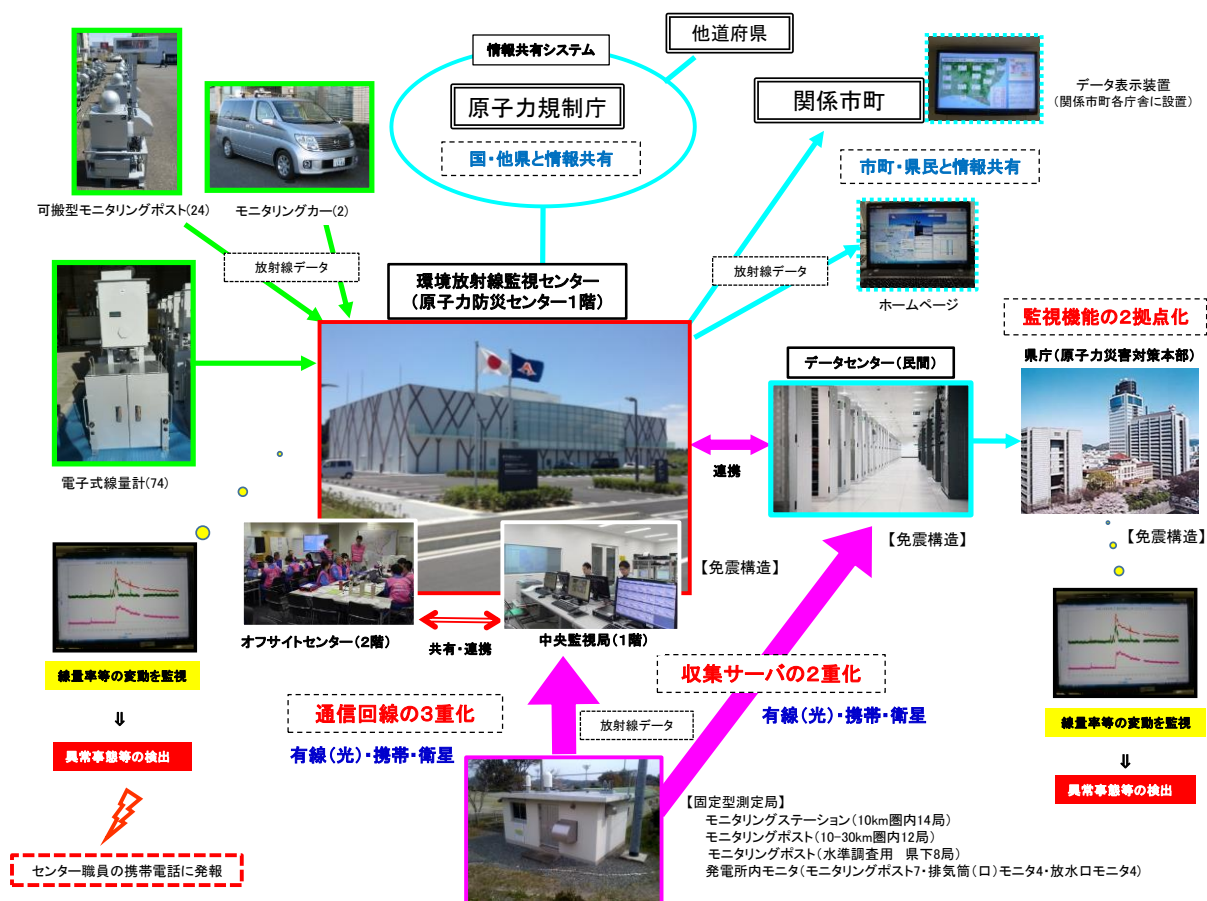 情報共有システム
原子力規制庁
国・他県と情報共有
他道府県
関係市町
データ表示装置
(関係市町各庁舎に設置)
市町・県民と情報共有
可搬型モニタリングポスト(24)
モニタリングカー(2)
放射線データ
環境放射線監視センター
(原子力防災センター1階)
放射線データ
ホームページ
監視機能の2拠点化
県庁(原子力災害対策本部)
データセンター(民間)
連携
電子式線量計(74)
【免震構造】
【免震構造】
【免震構造】
オフサイトセンター(2階)
共有・連携
中央監視局(1階)
線量率等の変動を監視
⇓
異常事態等の検出
センター職員の携帯電話に発報
通信回線の3重化
有線(光)・携帯・衛星
放射線データ
収集サーバの2重化
有線(光)・携帯・衛星
線量率等の変動を監視
⇓
異常事態等の検出
【固定型測定局】
モニタリングステーション(10km圏内14局)
モニタリングポスト(10-30km圏内12局)
モニタリングポスト(水準調査用　県下8局)
発電所内モニタ(モニタリングポスト7・排気筒(口)モニタ4・放水口モニタ4)